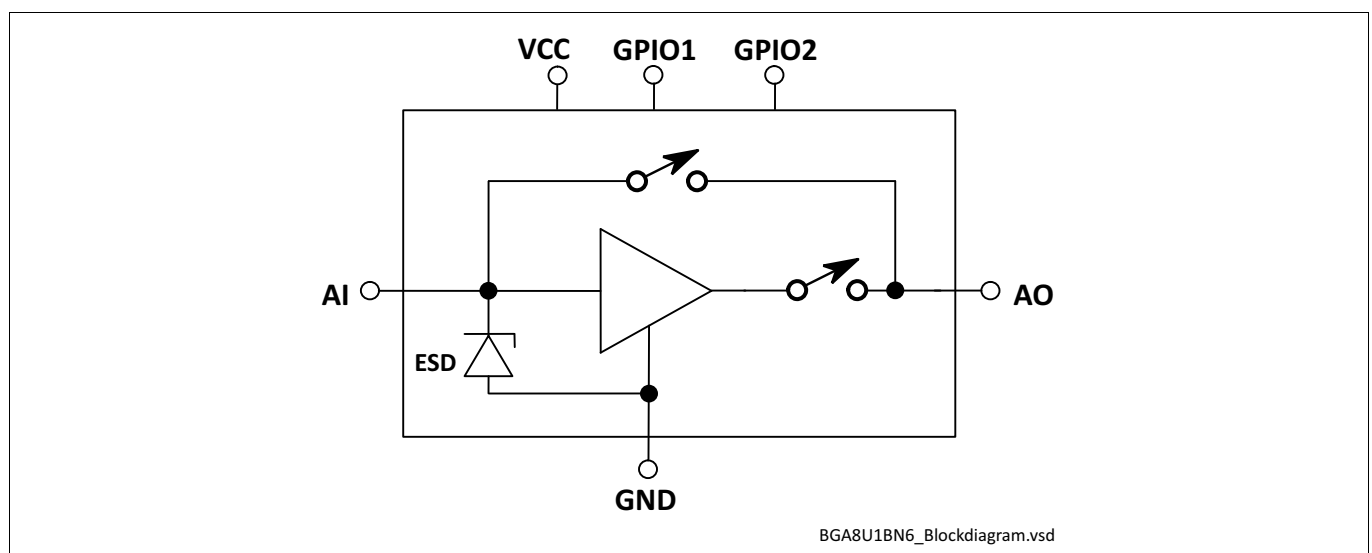 VCC GPIO1 GPIO2
AI
AO
ESD
GND
BGA8U1BN6_Blockdiagram.vsd